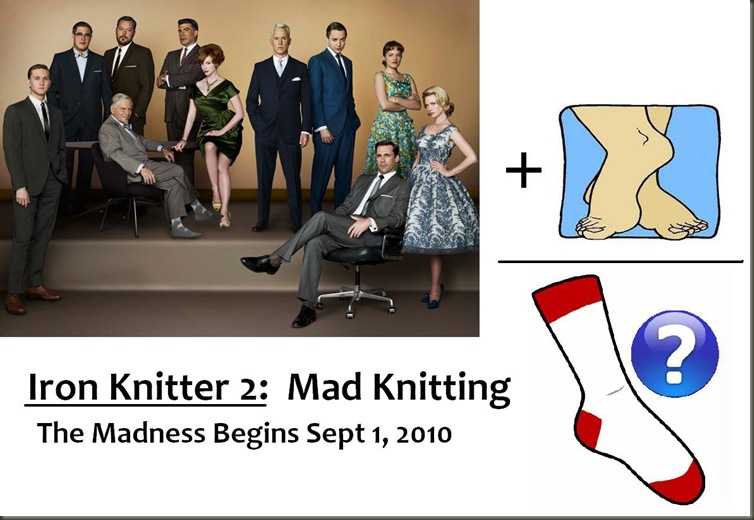 +
?
Iron Knitter 2: Mad Knitting
The Madness Begins Sept 1, 2010